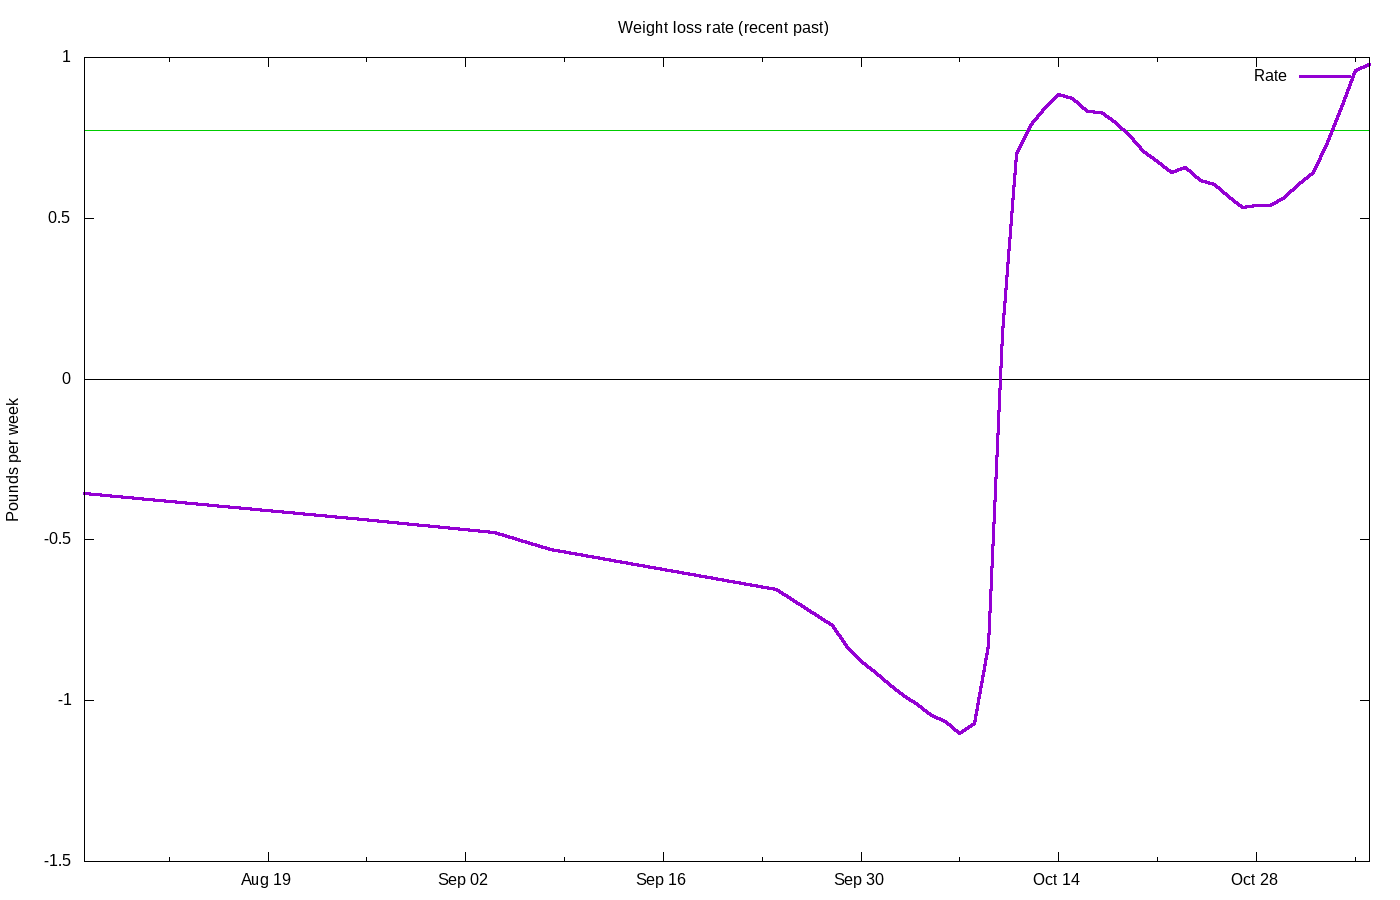 Weight loss rate (recent past)
Rate
Pounds per week
1
0.5
0
-0.5
-1
-1.5
Aug 19
Sep 02
Sep 16
Sep 30
Oct 14
Oct 28